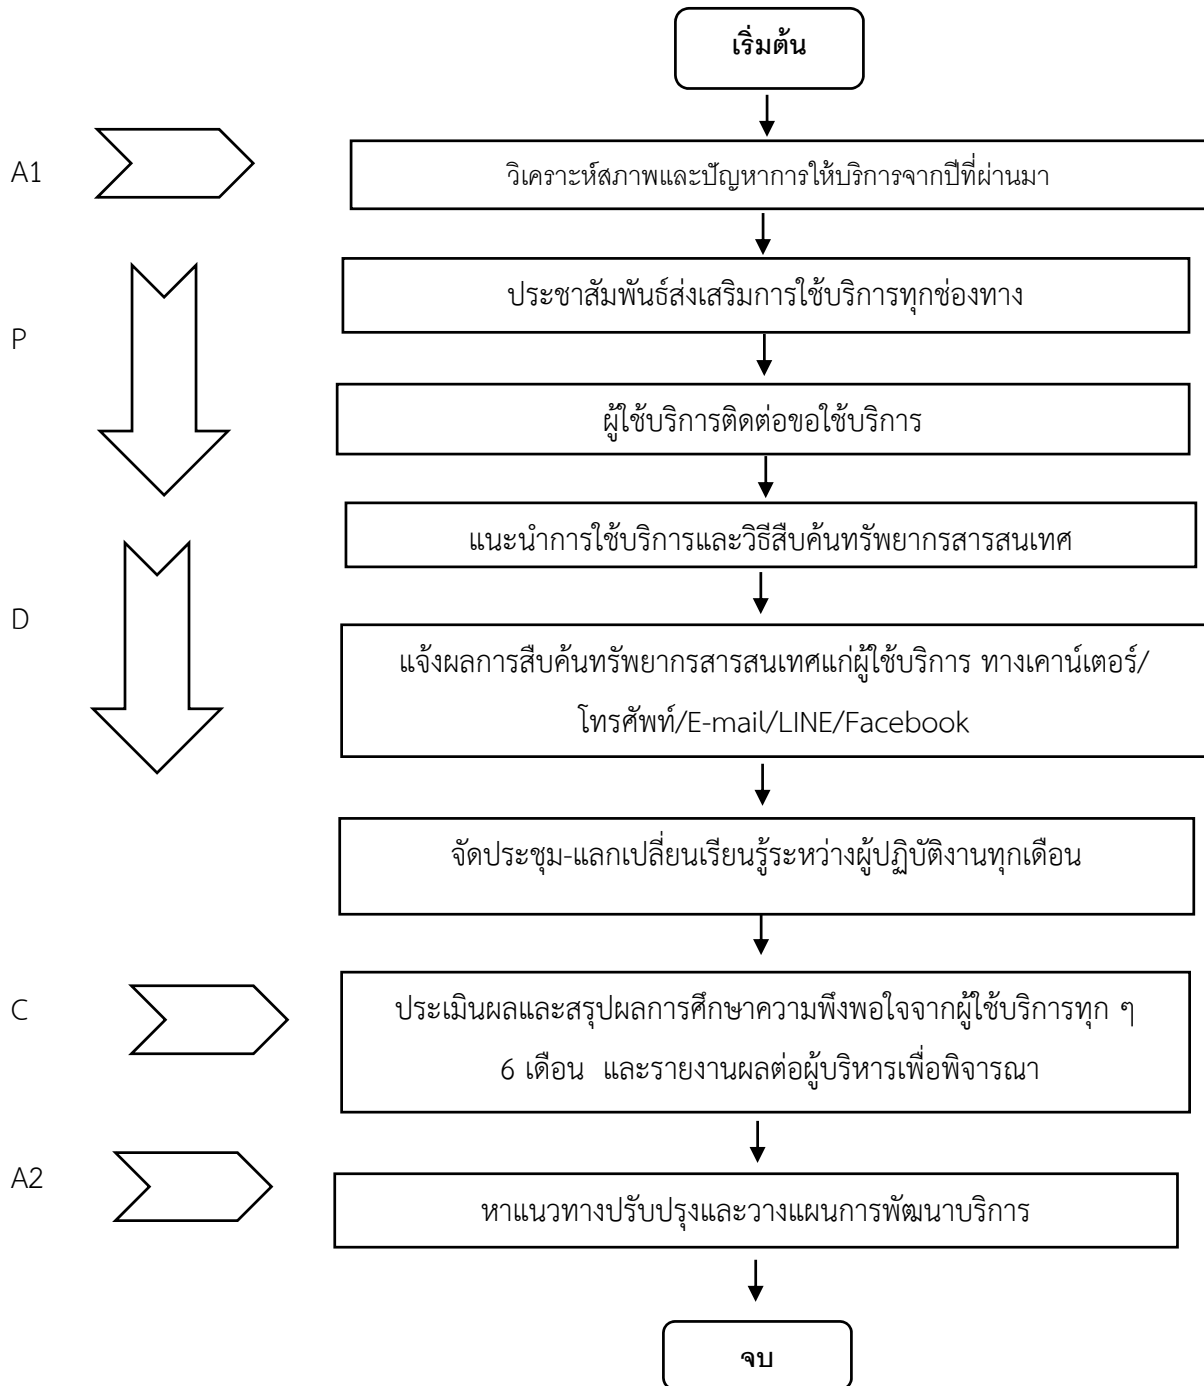 เริ่มต้น
A1
วิเคราะห์สภาพและปัญหาการให้บริการจากปีที่ผ่านมา
ประชาสัมพันธ์ส่งเสริมการใช้บริการทุกช่องทาง
P
ผู้ใช้บริการติดต่อขอใช้บริการ
แนะนำการใช้บริการและวิธีสืบค้นทรัพยากรสารสนเทศ
D
แจ้งผลการสืบค้นทรัพยากรสารสนเทศแก่ผู้ใช้บริการ ทางเคาน์เตอร์/
โทรศัพท์/E-mail/LINE/Facebook
จัดประชุม-แลกเปลี่ยนเรียนรู้ระหว่างผู้ปฏิบัติงานทุกเดือน
C
ประเมินผลและสรุปผลการศึกษาความพึงพอใจจากผู้ใช้บริการทุก ๆ
6 เดือน และรายงานผลต่อผู้บริหารเพื่อพิจารณา
A2
หาแนวทางปรับปรุงและวางแผนการพัฒนาบริการ
จบ